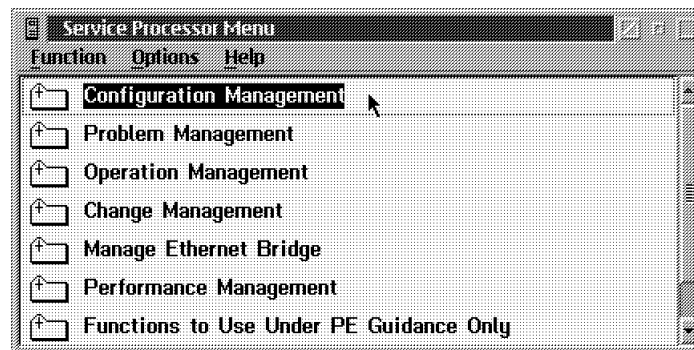 Service Processor Menu
Function Options Help
Configuration Management
Problem Management
Operation Management
Change Management
Manage Ethernet Bridge
Performance Management
Functions to Use Under PE Guidance Only